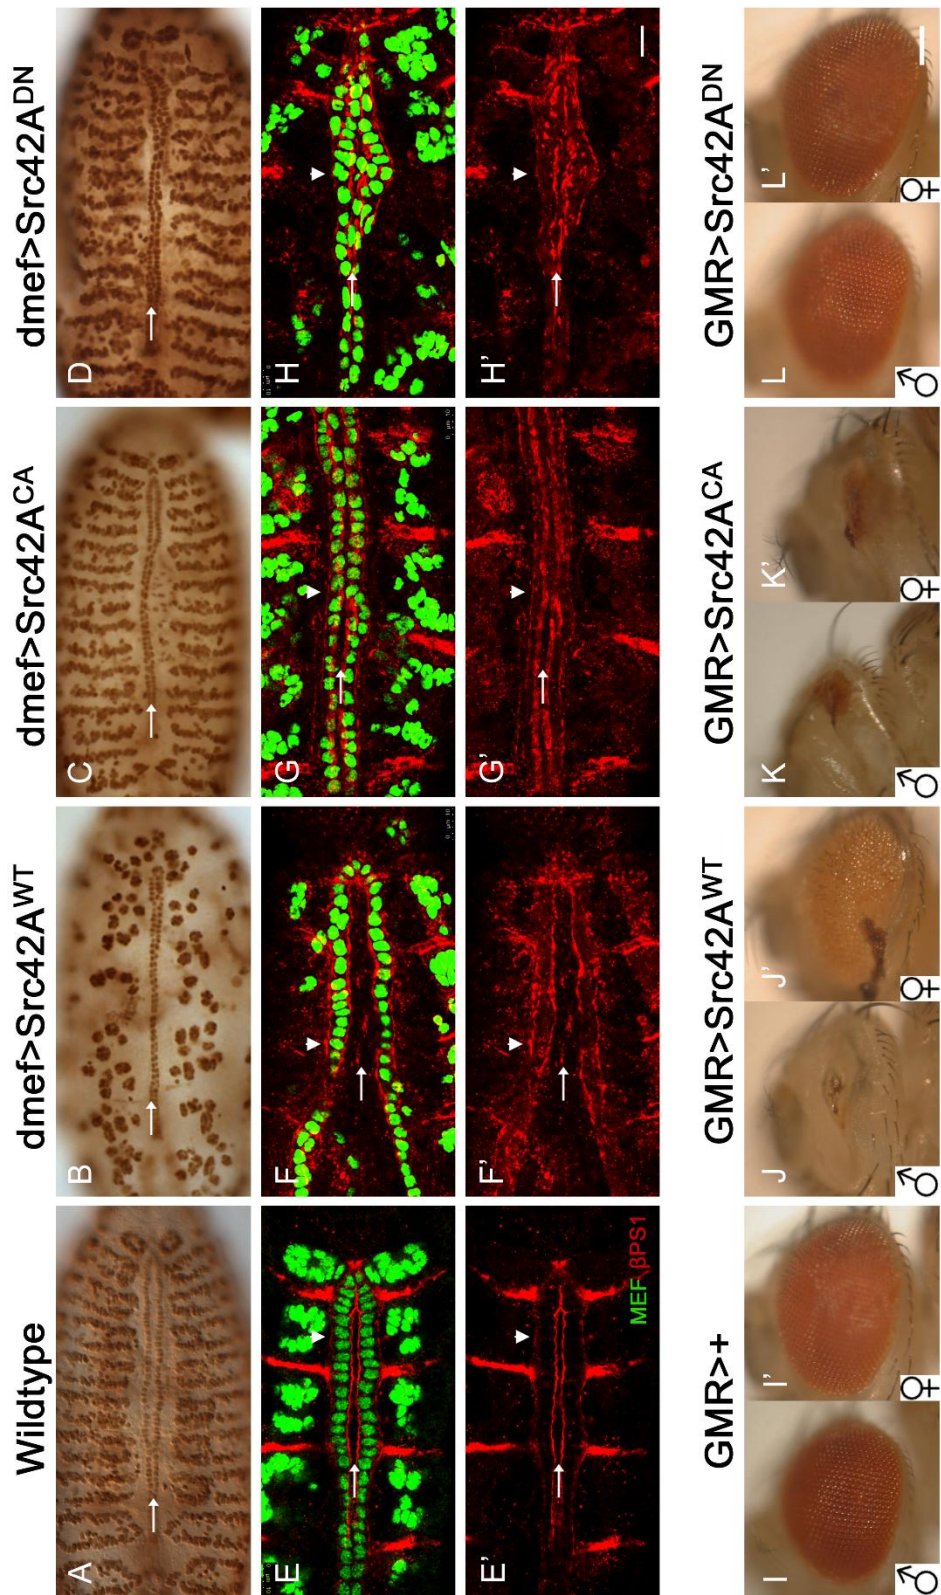 Wildtype
dmef>Src42A^WT
dmef>Src42A^CA
dmef>Src42A^DN
A
B
C
D
E
F
G
H
E'
MEF βPS1
F'
G'
H'
GMR>+
GMR>Src42A^WT
GMR>Src42A^CA
GMR>Src42A^DN
I
♂
I'
♀
J
♂
J'
♀
K
♂
K'
♀
L
♂
L'
♀